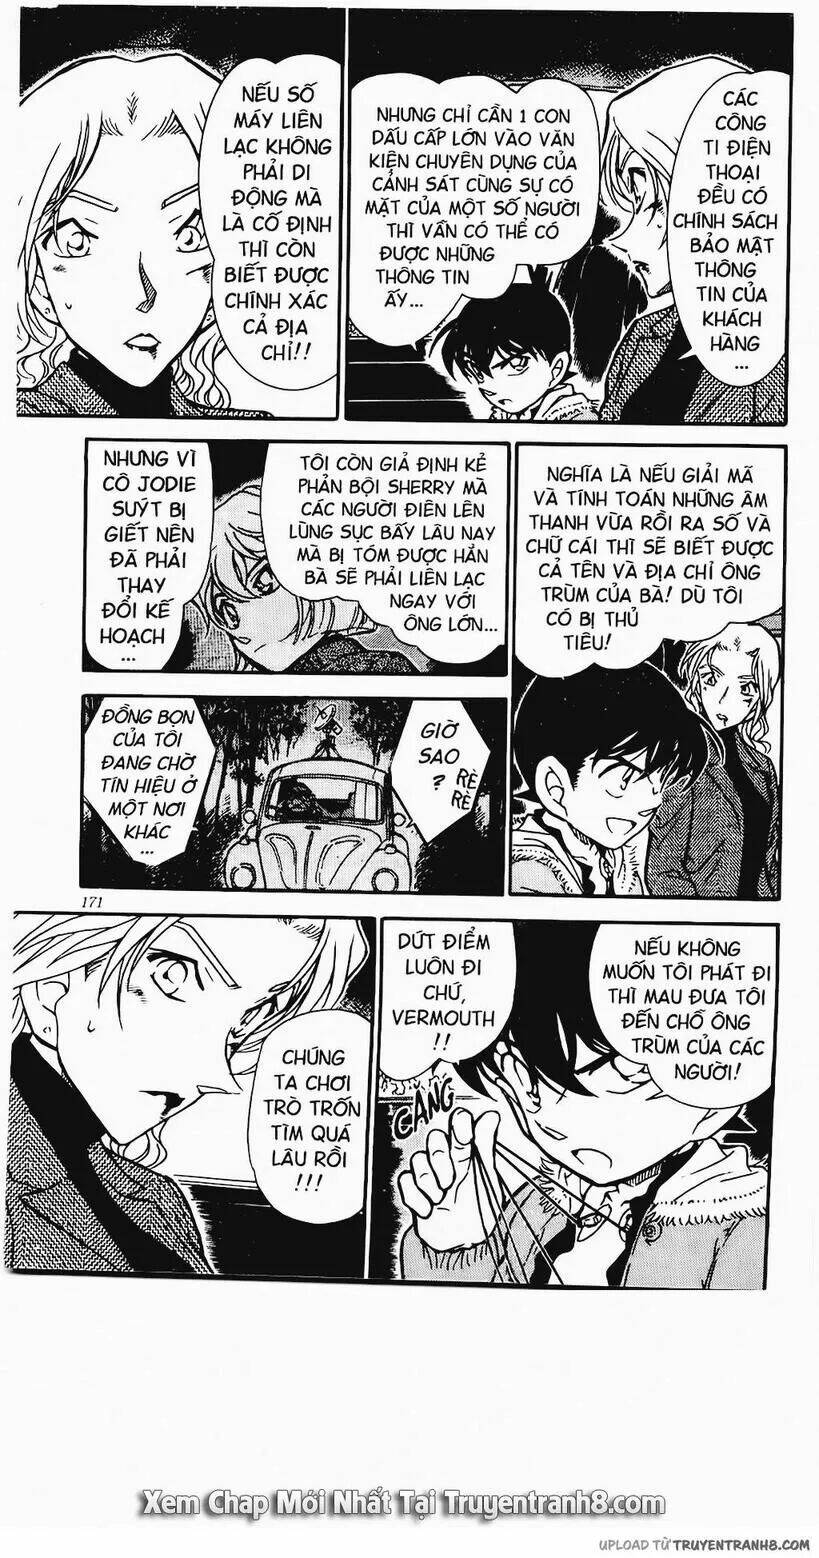 CÁC
CÔNG
TI ĐIỆN
THOẠI
ĐỀU CÓ
CHÍNH SÁCH
BẢO MẬT
THÔNG
TIN CỦA
KHÁCH
HÀNG
...
NHƯNG CHỈ CẦN 1 CON
DẤU CẤP LỚN VÀO VĂN
KIỆN CHUYÊN DỤNG CỦA
CẢNH SÁT CÙNG SỰ CÓ
MẶT CỦA MỘT SỐ NGƯỜI
THÌ VẪN CÓ THỂ CÓ
ĐƯỢC NHỮNG
THÔNG TIN
ẤY...
NẾU SỐ
MÁY LIÊN
LẠC KHÔNG
PHẢI DI
ĐỘNG MÀ
LÀ CỐ ĐỊNH
THÌ CÒN
BIẾT ĐƯỢC
CHÍNH XÁC
CẢ ĐỊA
CHỈ!!
NGHĨA LÀ NẾU GIẢI MÃ
VÀ TÍNH TOÁN NHỮNG ÂM
THANH VỪA RỒI RA SỐ VÀ
CHỮ CÁI THÌ SẼ BIẾT ĐƯỢC
CẢ TÊN VÀ ĐỊA CHỈ ÔNG
TRÙM CỦA BÀ! DÙ TÔI
CÓ BỊ THỦ
TIÊU!
TÔI CÒN GIẢ ĐỊNH KẺ
PHẢN BỘI SHERRY MÀ
CÁC NGƯỜI ĐIÊN LÊN
LÙNG SỤC BẤY LÂU NAY
MÀ BỊ TÓM ĐƯỢC HẲN
BÀ SẼ PHẢI LIÊN LẠC
NGAY VỚI
ÔNG LỚN...
NHƯNG VÌ
CÔ JODIE
SUÝT BỊ
GIẾT NÊN
ĐÃ PHẢI
THAY
ĐỔI KẾ
HOẠCH
...
GIỜ
SAO
?
RÈ
RÈ
ĐỒNG BỌN
CỦA TÔI
ĐANG CHỜ
TÍN HIỆU Ở
MỘT NƠI
KHÁC
...
171
NẾU KHÔNG
MUỐN TÔI PHÁT ĐI
THÌ MAU ĐƯA TÔI
ĐẾN CHỖ ÔNG
TRÙM CỦA CÁC
NGƯỜI!
DỨT ĐIỂM
LUÔN ĐI
CHỨ,
VERMOUTH
!!
CĂNG
CHÚNG
TA CHƠI
TRÒ TRỐN
TÌM QUÁ
LÂU RỒI
!!!
Xem Chap Mới Nhất Tại Truyentranh8.com
UPLOAD TỪ TRUYENTRANH8.COM